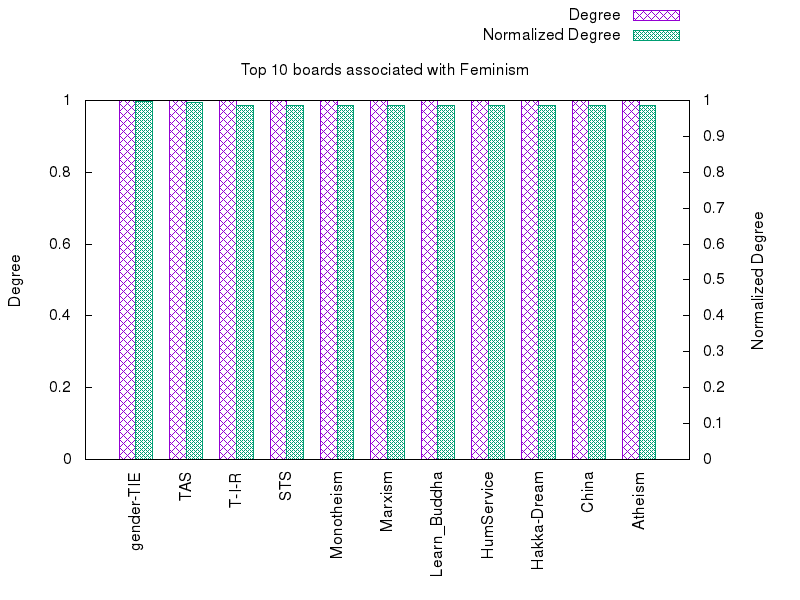 Degree
Normalized Degree
Top 10 boards associated with Feminism
1
0.8
0.6
0.4
0.2
0
Degree
1
0.9
0.8
0.7
0.6
0.5
0.4
0.3
0.2
0.1
0
Normalized Degree
gender-TIE
TAS
T-I-R
STS
Monotheism
Marxism
Learn_Buddha
HumService
Hakka-Dream
China
Atheism